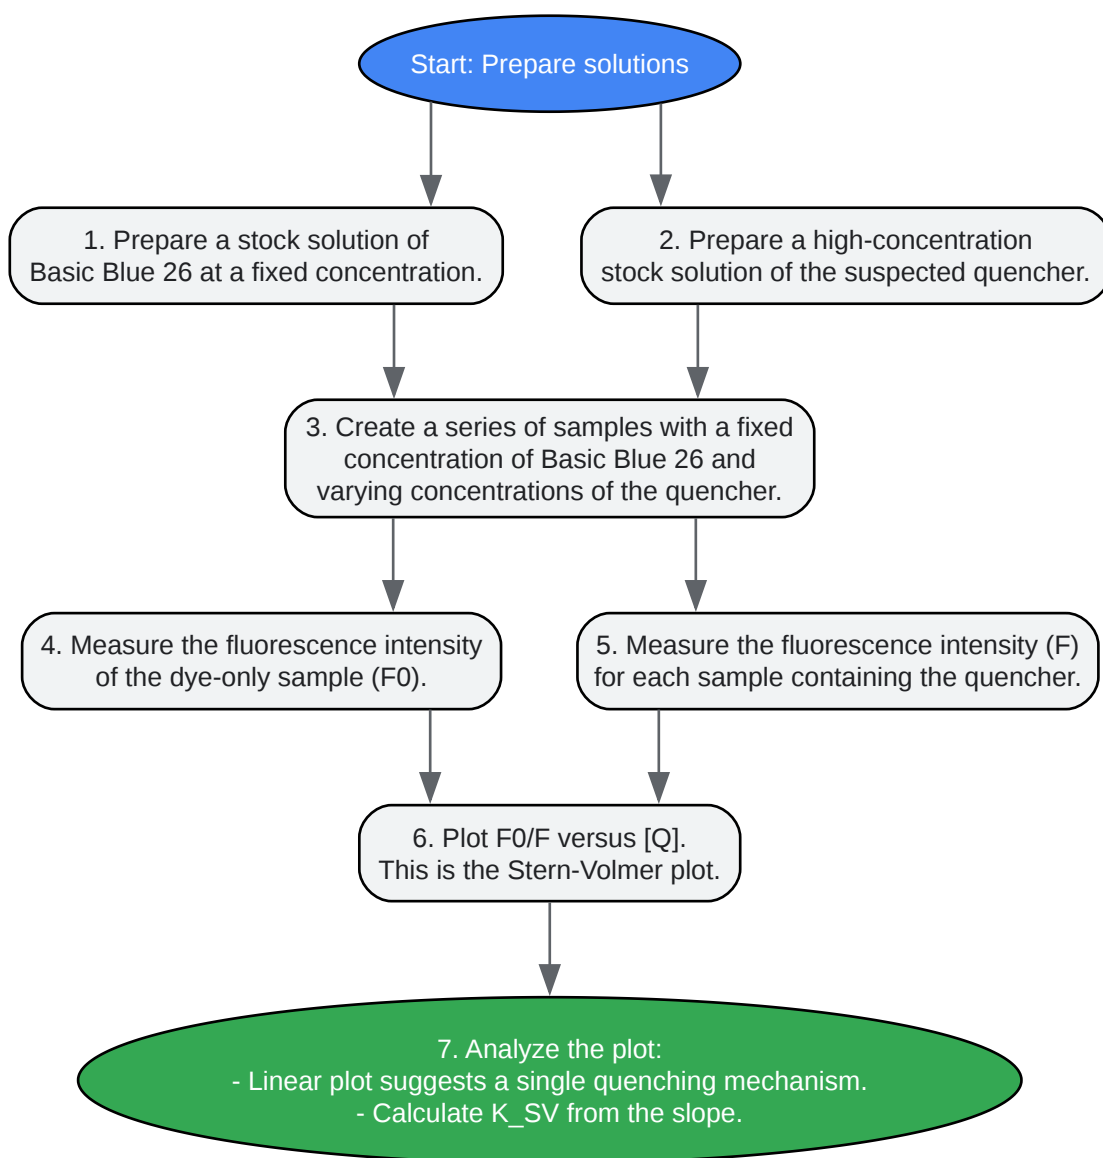 Start: Prepare solutions
1. Prepare a stock solution of
Basic Blue 26 at a fixed concentration.
2. Prepare a high-concentration
stock solution of the suspected quencher.
3. Create a series of samples with a fixed
concentration of Basic Blue 26 and
varying concentrations of the quencher.
4. Measure the fluorescence intensity
of the dye-only sample (F0).
5. Measure the fluorescence intensity (F)
for each sample containing the quencher.
6. Plot F0/F versus [Q].
This is the Stern-Volmer plot.
7. Analyze the plot:
- Linear plot suggests a single quenching mechanism.
- Calculate K_SV from the slope.